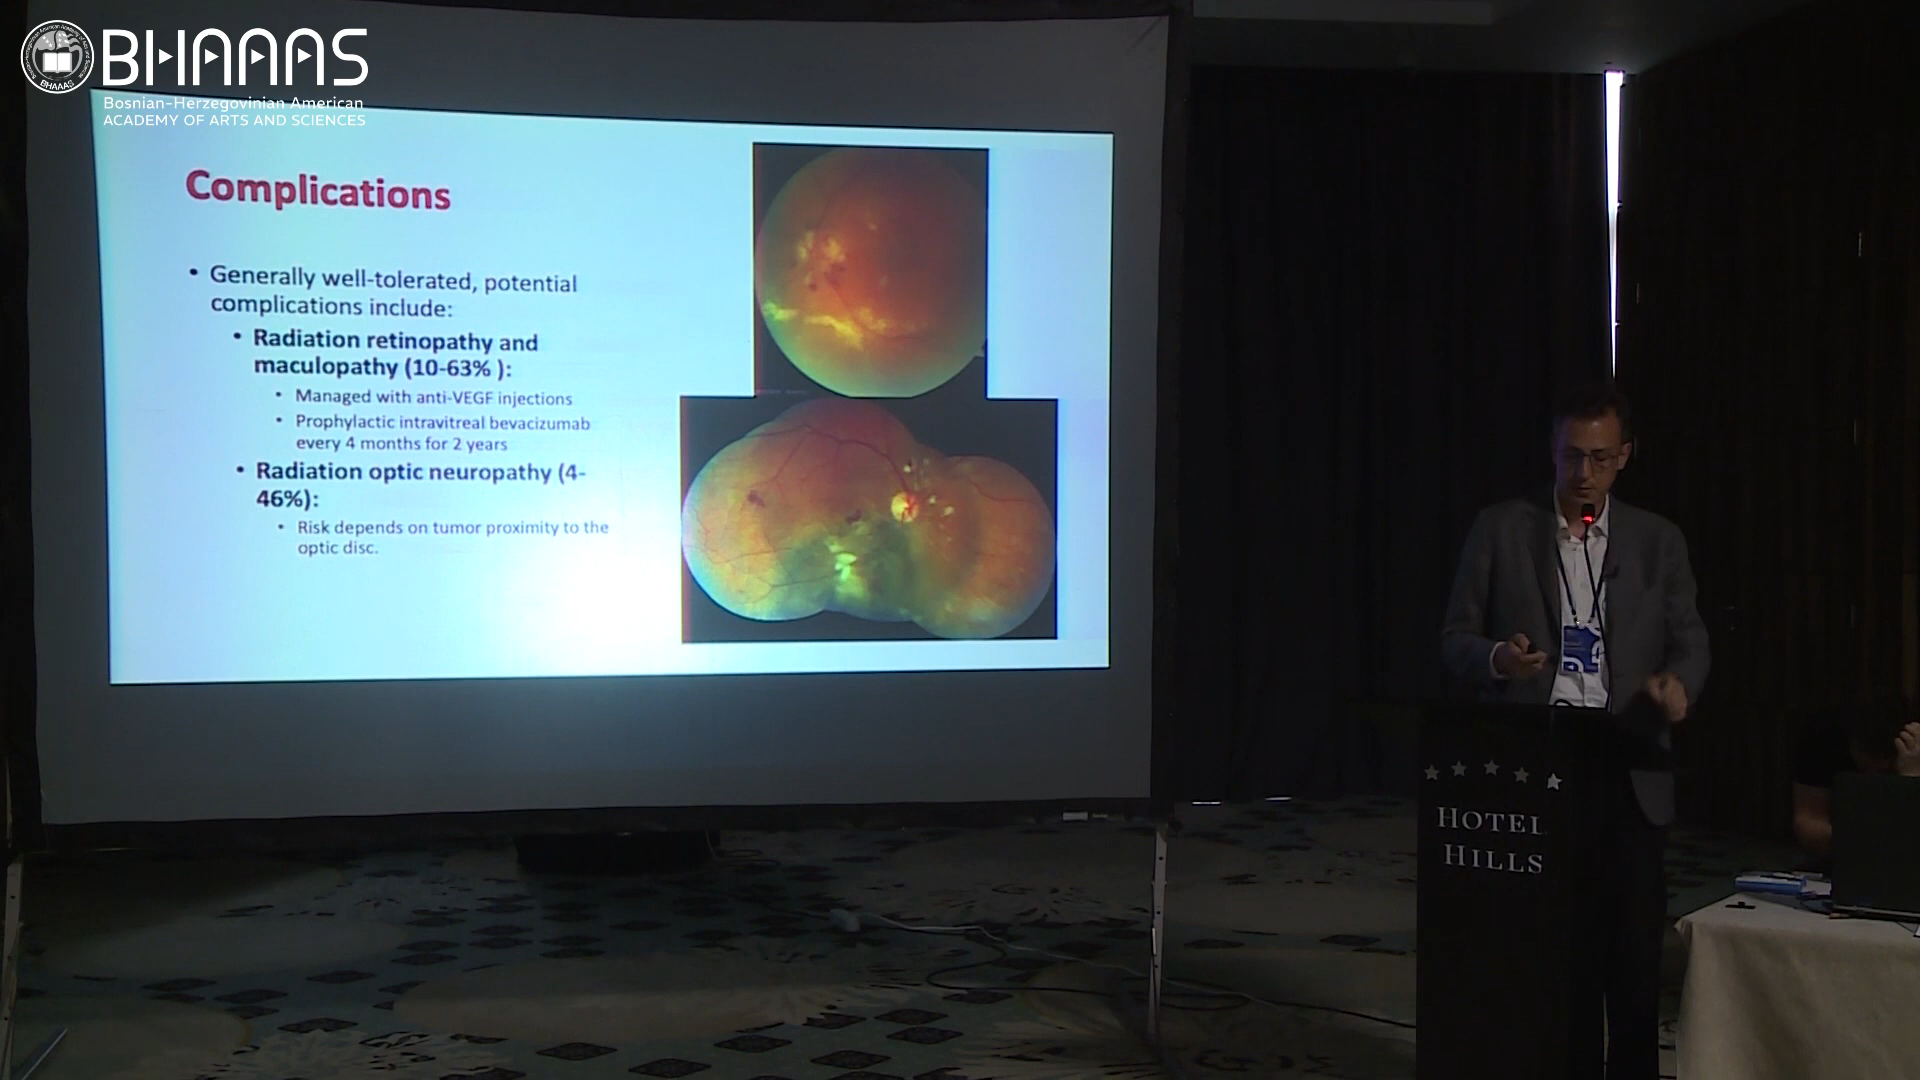 BHAAAS
Bosnian-Herzegovinian American
ACADEMY OF ARTS AND SCIENCES
BHAAAS
Complications
• Generally well-tolerated, potential
complications include:
• Radiation retinopathy and
maculopathy (10-63% ):
• Managed with anti-VEGF injections
• Prophylactic intravitreal bevacizumab
every 4 months for 2 years
• Radiation optic neuropathy (4-
46%):
• Risk depends on tumor proximity to the
optic disc.
HOTEL
HILLS